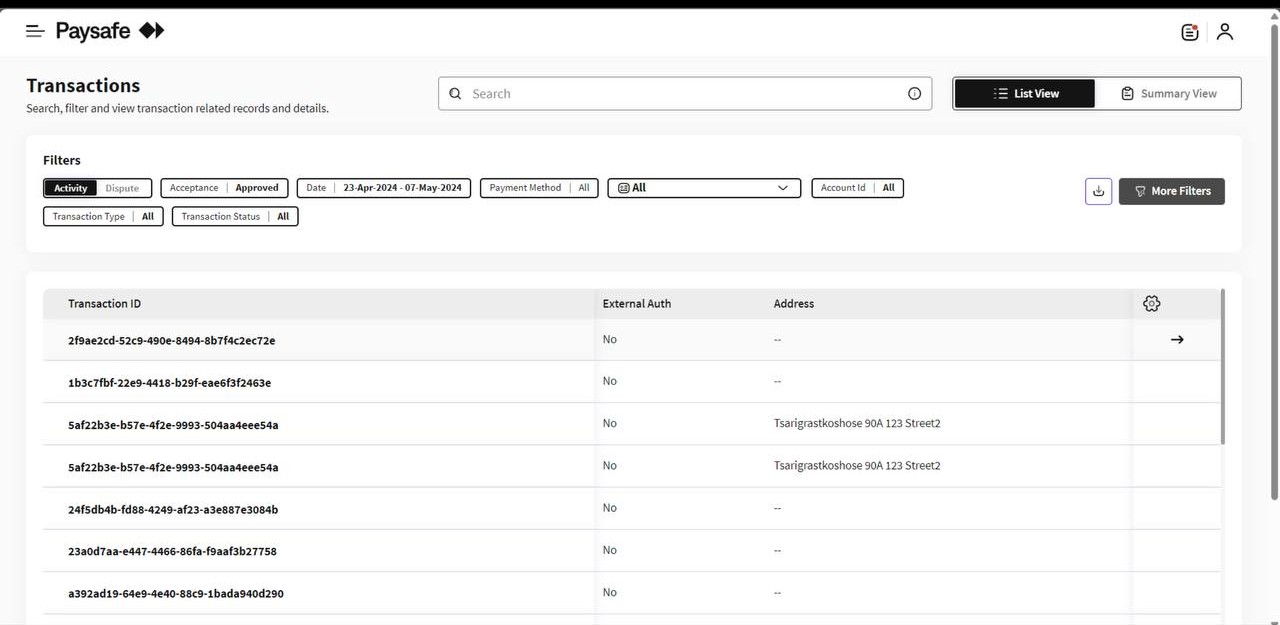 Paysafe
Transactions
Search, filter and view transaction related records and details.
Search
List View
Summary View
Filters
Activity Dispute
Acceptance | Approved
Date | 23-Apr-2024 - 07-May-2024
Payment Method | All
All
Account Id | All
More Filters
Transaction Type | All
Transaction Status | All
Transaction ID External Auth Address
2f9ae2cd-52c9-490e-8494-8b7f4c2ec72e No --
1b3c7fbf-22e9-4418-b29f-eae6f3f2463e No --
5af22b3e-b57e-4f2e-9993-504aa4eee54a No Tsarigrastkoshose 90A 123 Street2
5af22b3e-b57e-4f2e-9993-504aa4eee54a No Tsarigrastkoshose 90A 123 Street2
24f5db4b-fd88-4249-af23-a3e887e3084b No --
23a0d7aa-e447-4466-86fa-f9aaf3b27758 No --
a392ad19-64e9-4e40-88c9-1bada940d290 No --